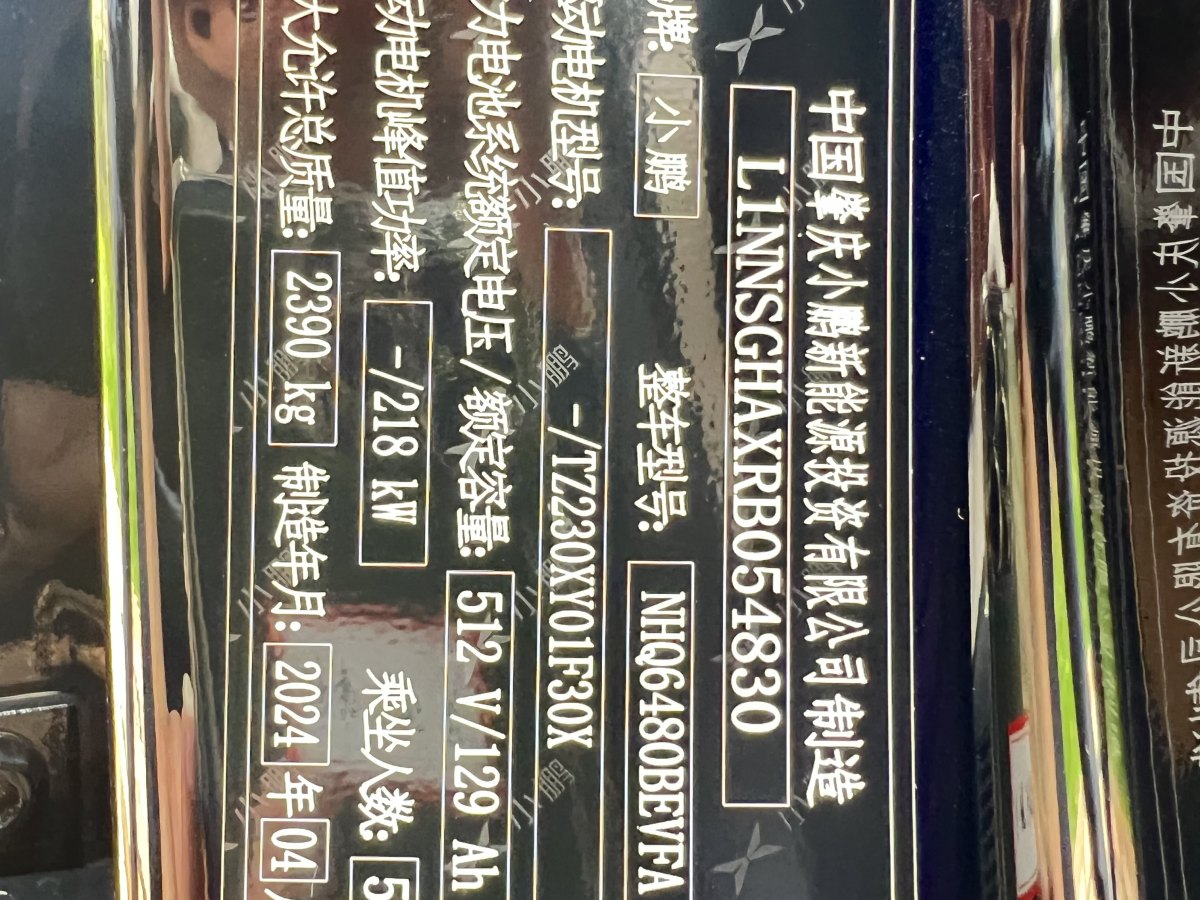 中国肇庆小鹏新能源投资有限公司制造
L1NNSGHAXRB054830
牌: 小鹏 整车型号: NHQ6480BEVFA
动电机型号: -/TZ230XY01F30X
力电池系统额定电压/额定容量: 512 V/129 Ah
动电机峰值功率: -/218 kW 乘坐人数: 5
大允许总质量: 2390 kg 制造年月: 2024 年 04